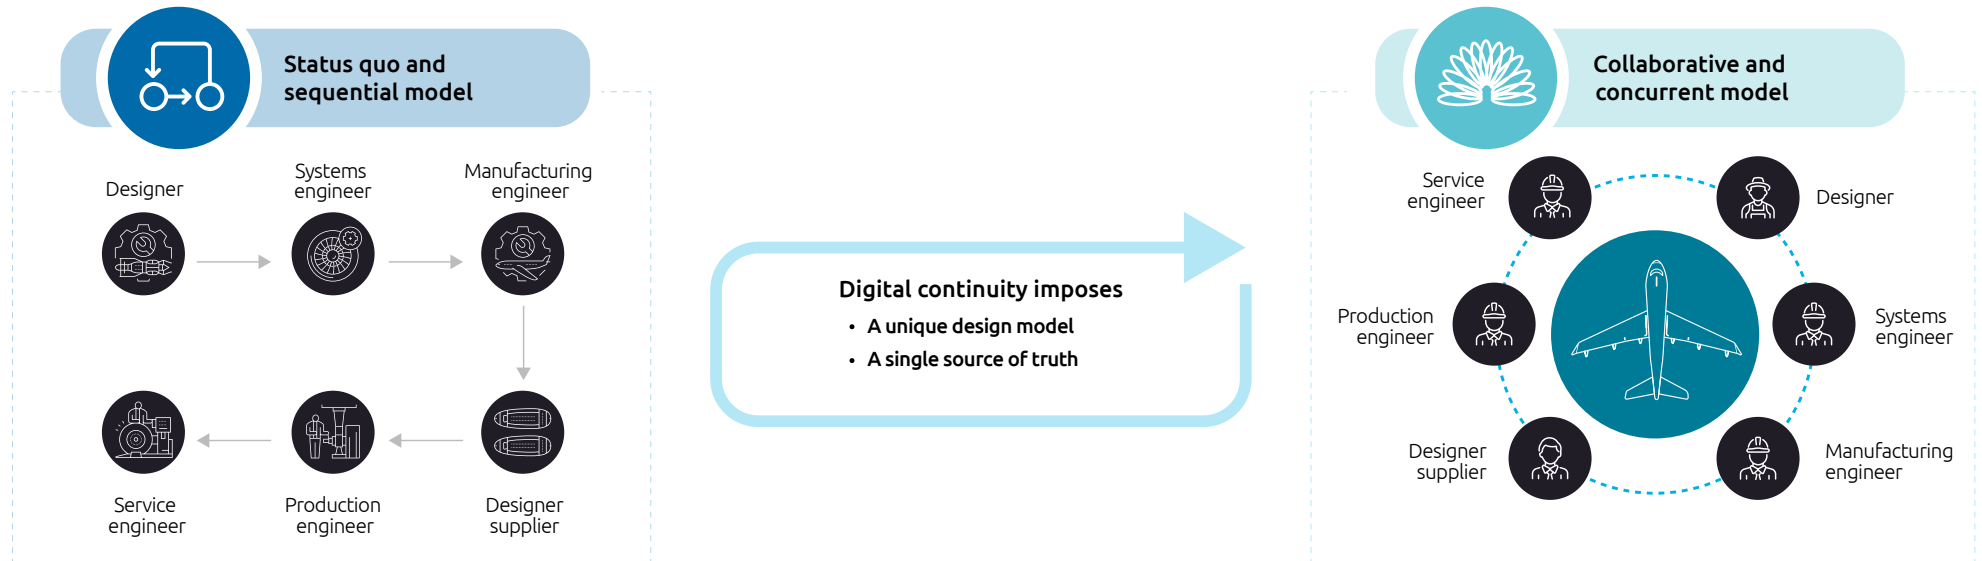 Status quo and
sequential model
Designer
Systems
engineer
Manufacturing
engineer
Service
engineer
Production
engineer
Designer
supplier
Digital continuity imposes
• A unique design model
• A single source of truth
Collaborative and
concurrent model
Service
engineer
Designer
Production
engineer
Systems
engineer
Designer
supplier
Manufacturing
engineer